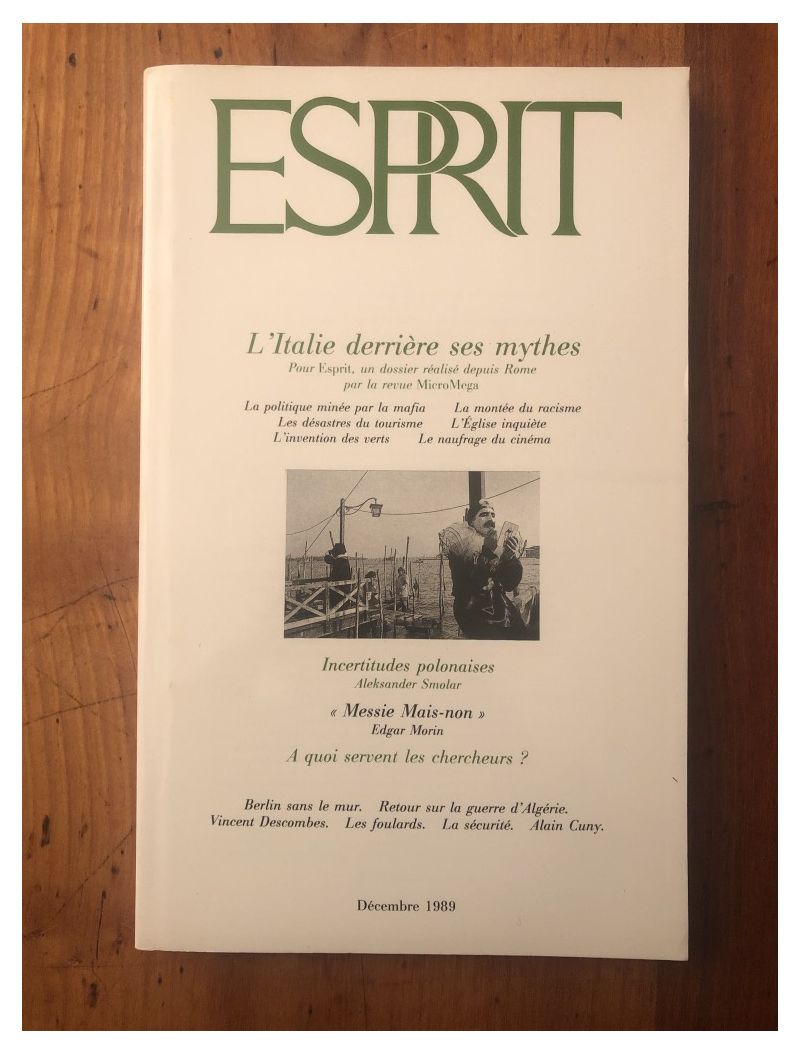 ESPRIT
L'Italie derrière ses mythes
Pour Esprit, un dossier réalisé depuis Rome
par la revue MicroMega
La politique minée par la mafia La montée du racisme
Les désastres du tourisme L'Église inquiète
L'invention des verts Le naufrage du cinéma
Incertitudes polonaises
Aleksander Smolar
« Messie Mais-non »
Edgar Morin
A quoi servent les chercheurs ?
Berlin sans le mur. Retour sur la guerre d'Algérie.
Vincent Descombes. Les foulards. La sécurité. Alain Cuny.
Décembre 1989